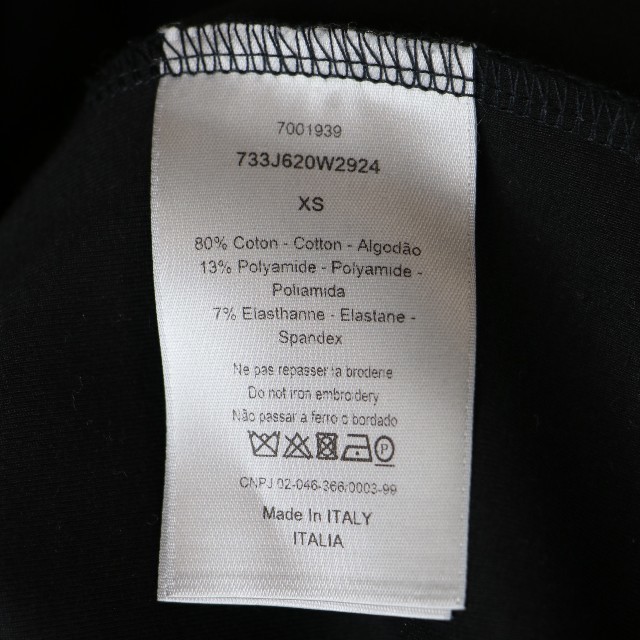 7001939
733J620W2924
XS
80% Coton - Cotton - Algodão
13% Polyamide - Polyamide -
Poliamida
7% Elasthanne - Elastane -
Spandex
Ne pas repasser la broderie
Do not iron embroidery
Não passar a ferro o bordado
P
CNPJ 02-046-366/0003-99
Made In ITALY
ITALIA